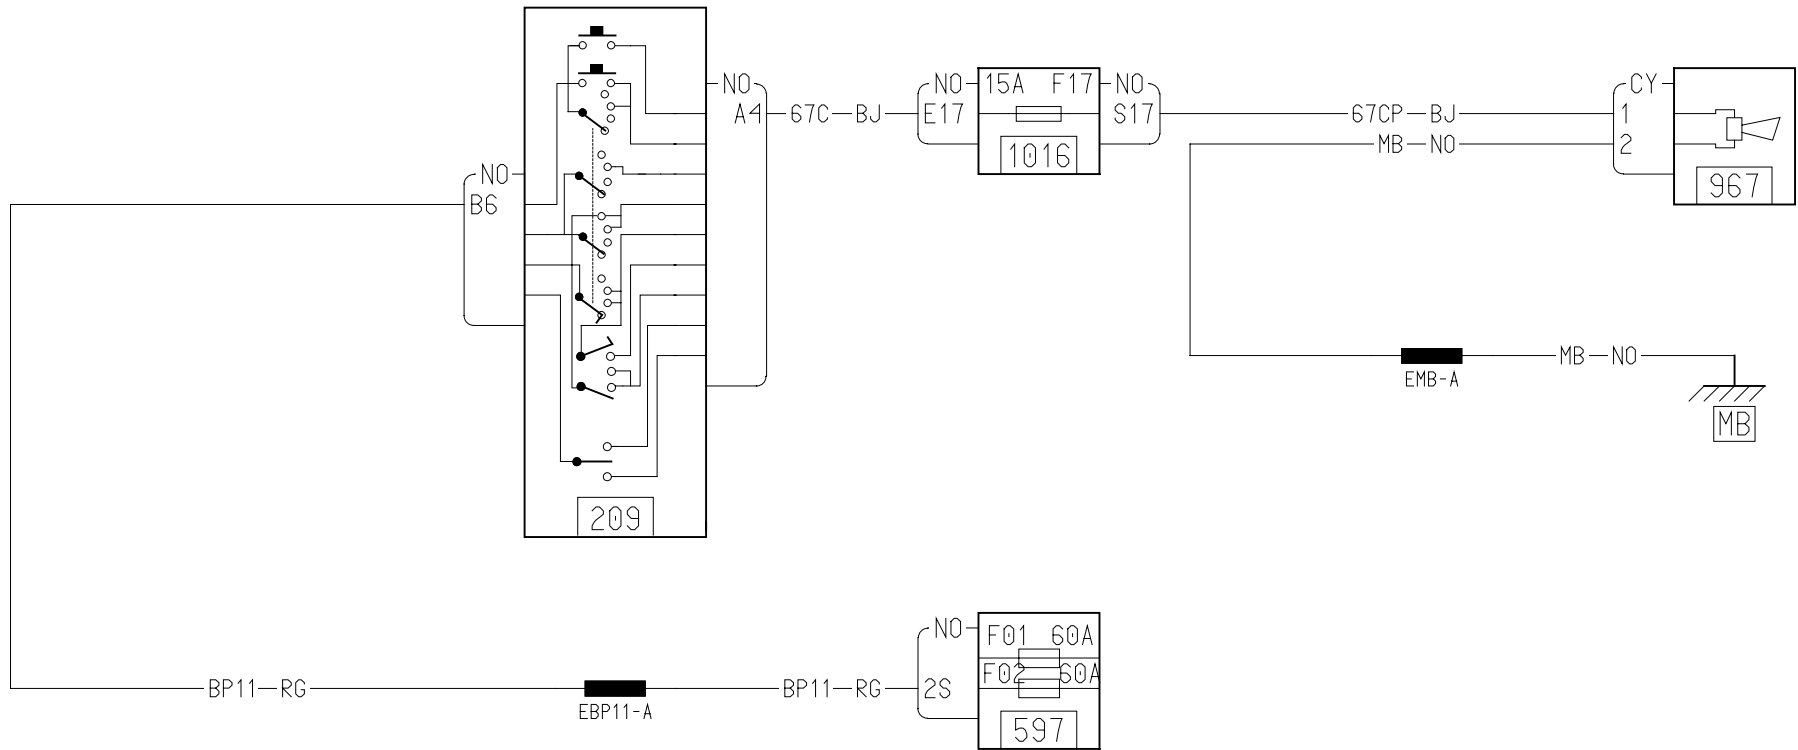 NO
A4
67C BJ
NO
E17
15A F17
1016
NO
S17
67CP BJ
MB NO
CY
1
2
967
NO
B6
209
EMB-A
MB NO
MB
BP11 RG
EBP11-A
BP11 RG
NO
2S
F01 60A
F02 60A
597